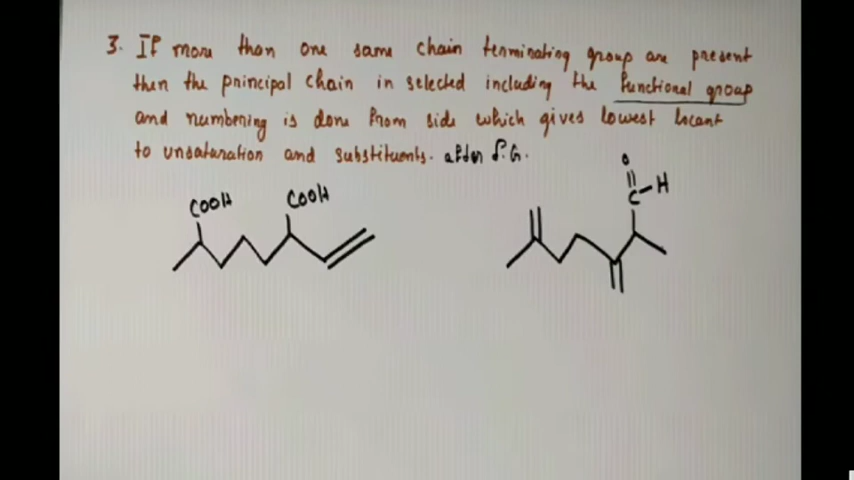 3. If more than one same chain terminating group are present
then the principal chain in selected including the functional group
and numbering is done from side which gives lowest locant
to unsaturation and substituents. after f.G.
COOH COOH
O
C-H